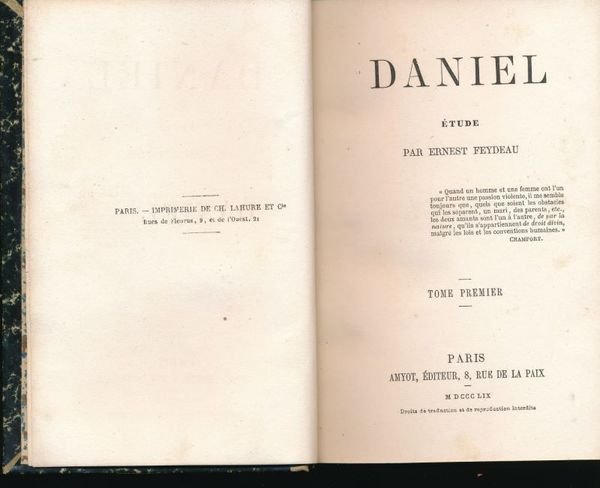 PARIS. — IMPRIMERIE DE CH. LAHURE ET Cie
Rues de Fleurus, 9, et de l'Ouest, 21
DANIEL
ÉTUDE
PAR ERNEST FEYDEAU
« Quand un homme et une femme ont l'un
pour l'autre une passion violente, il me semble
toujours que, quels que soient les obstacles
qui les séparent, un mari, des parents, etc.,
les deux amants sont l'un à l'autre, de par la
nature, qu'ils s'appartiennent de droit divin,
malgré les lois et les conventions humaines. »
CHAMFORT.
TOME PREMIER
PARIS
AMYOT, ÉDITEUR, 8, RUE DE LA PAIX
M DCCC LIX
Droits de traduction et de reproduction interdits